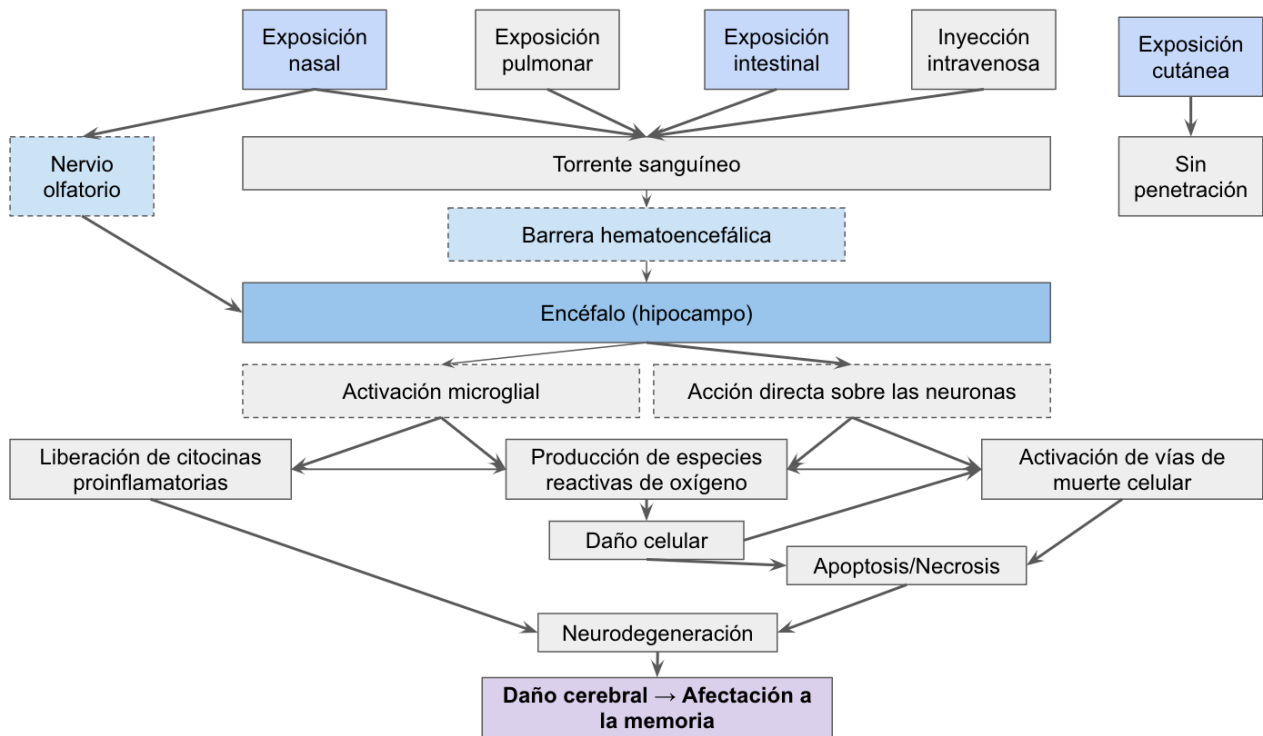 Exposición
nasal
Exposición
pulmonar
Exposición
intestinal
Inyección
intravenosa
Exposición
cutánea
Nervio
olfatorio
Torrente sanguíneo
Sin
penetración
Barrera hematoencefálica
Encéfalo (hipocampo)
Activación microglial
Acción directa sobre las neuronas
Liberación de citocinas
proinflamatorias
Producción de especies
reactivas de oxígeno
Activación de vías de
muerte celular
Daño celular
Apoptosis/Necrosis
Neurodegeneración
Daño cerebral → Afectación a
la memoria